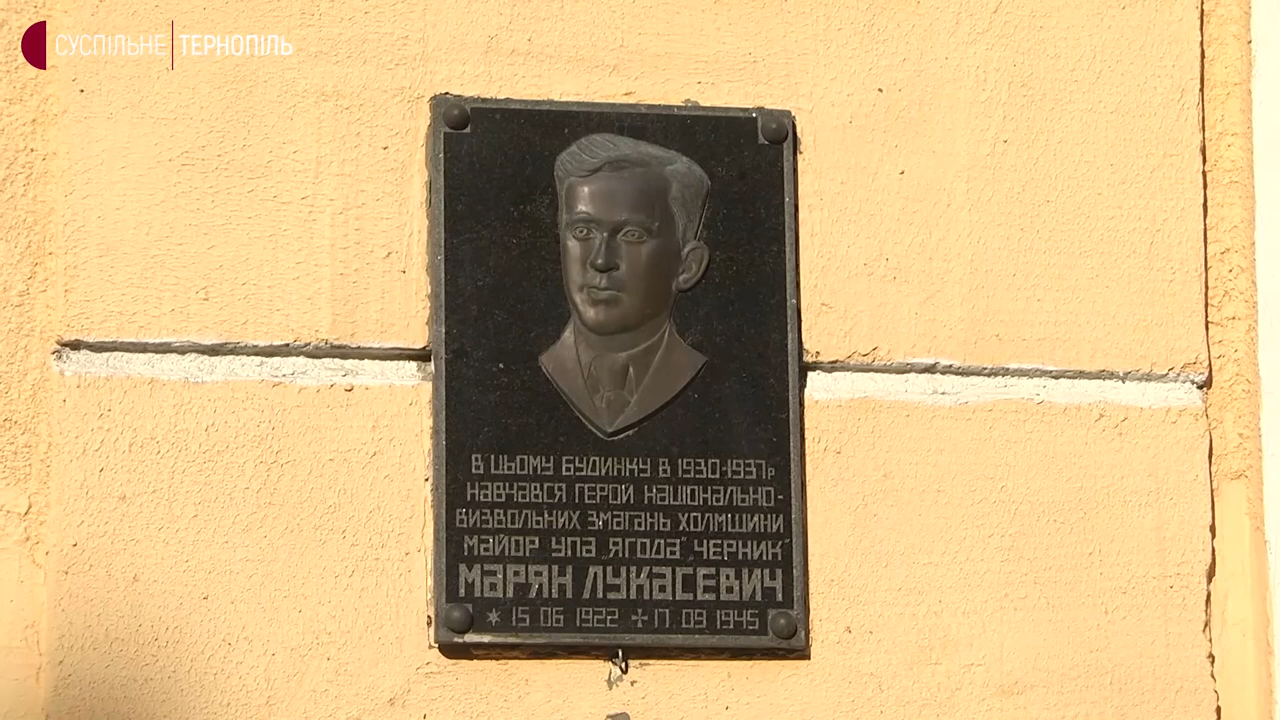 СУСПІЛЬНЕ ТЕРНОПІЛЬ
В ЦЬОМУ БУДИНКУ В 1930-1937р
НАВЧАВСЯ ГЕРОЙ НАЦІОНАЛЬНО-
ВИЗВОЛЬНИХ ЗМАГАНЬ ХОЛМЩИНИ
МАЙОР УПА „ЯГОДА” „ЧЕРНИК”
МАРЯН ЛУКАСЕВИЧ
15 06 1922 17 09 1945